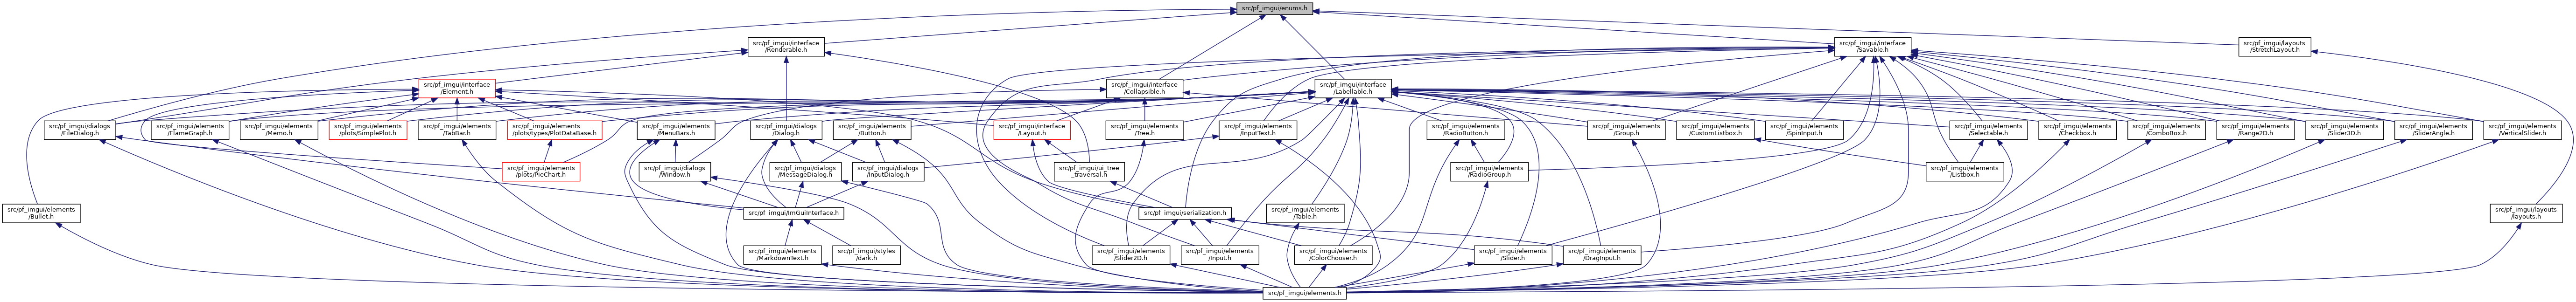 src/pf_imgui/enums.h
src/pf_imgui/interface
/Renderable.h
src/pf_imgui/interface
/Savable.h
src/pf_imgui/layouts
/StretchLayout.h
src/pf_imgui/interface
/Element.h
src/pf_imgui/interface
/Collapsible.h
src/pf_imgui/interface
/Labellable.h
src/pf_imgui/dialogs
/FileDialog.h
src/pf_imgui/elements
/FlameGraph.h
src/pf_imgui/elements
/Memo.h
src/pf_imgui/elements
/plots/SimplePlot.h
src/pf_imgui/elements
/TabBar.h
src/pf_imgui/elements
/plots/types/PlotDataBase.h
src/pf_imgui/elements
/MenuBars.h
src/pf_imgui/dialogs
/Dialog.h
src/pf_imgui/elements
/Button.h
src/pf_imgui/interface
/Layout.h
src/pf_imgui/elements
/Tree.h
src/pf_imgui/elements
/InputText.h
src/pf_imgui/elements
/RadioButton.h
src/pf_imgui/elements
/Group.h
src/pf_imgui/elements
/CustomListbox.h
src/pf_imgui/elements
/SpinInput.h
src/pf_imgui/elements
/Selectable.h
src/pf_imgui/elements
/Checkbox.h
src/pf_imgui/elements
/ComboBox.h
src/pf_imgui/elements
/Range2D.h
src/pf_imgui/elements
/Slider3D.h
src/pf_imgui/elements
/SliderAngle.h
src/pf_imgui/elements
/VerticalSlider.h
src/pf_imgui/elements
/plots/PieChart.h
src/pf_imgui/dialogs
/Window.h
src/pf_imgui/dialogs
/MessageDialog.h
src/pf_imgui/dialogs
/InputDialog.h
src/pf_imgui/ui_tree
_traversal.h
src/pf_imgui/elements
/RadioGroup.h
src/pf_imgui/elements
/Listbox.h
src/pf_imgui/elements
/Bullet.h
src/pf_imgui/ImGuiInterface.h
src/pf_imgui/serialization.h
src/pf_imgui/elements
/Table.h
src/pf_imgui/layouts
/layouts.h
src/pf_imgui/elements
/MarkdownText.h
src/pf_imgui/styles
/dark.h
src/pf_imgui/elements
/Slider2D.h
src/pf_imgui/elements
/Input.h
src/pf_imgui/elements
/ColorChooser.h
src/pf_imgui/elements
/Slider.h
src/pf_imgui/elements
/DragInput.h
src/pf_imgui/elements.h